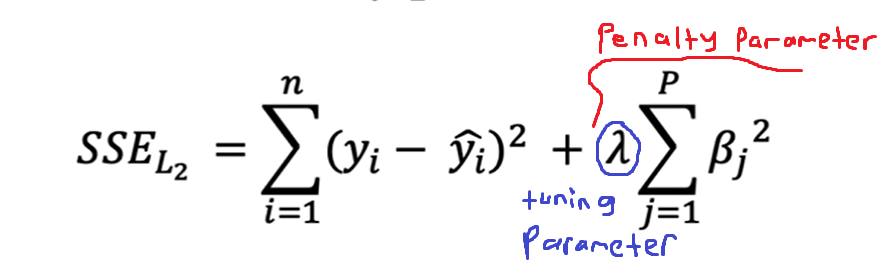 Penalty Parameter
SSE_{L_2} = \sum_{i=1}^{n} (y_i - \hat{y}_i)^2 + \lambda \sum_{j=1}^{P} \beta_j^2
tuning
Parameter